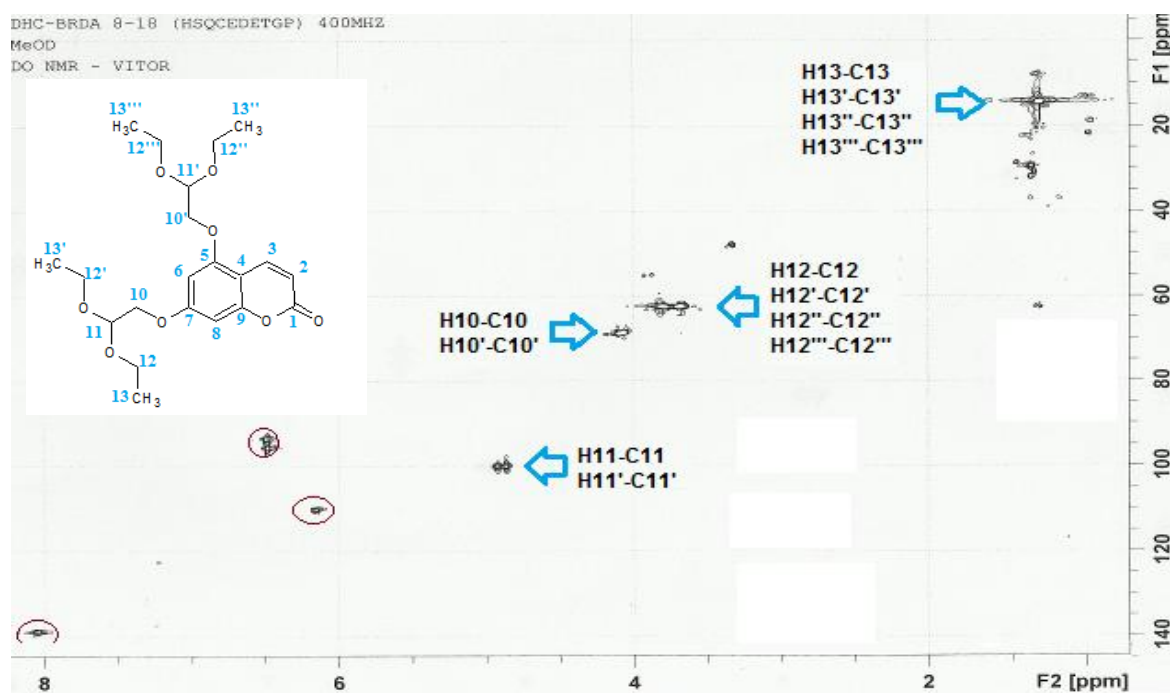 DHC-BRDA 8-18 (HSQCEDETGP) 400MHZ
MeOD
DO NMR - VITOR
13'''
H3C
12'''
O
13''
CH3
12''
O
11'
10'
O
13'
H3C
12'
O
10
O
11
O
12
13 CH3
5
4
3
2
6
7
8
9
O
1
O
H13-C13
H13'-C13'
H13''-C13''
H13'''-C13'''
H12-C12
H12'-C12'
H12''-C12''
H12'''-C12'''
H10-C10
H10'-C10'
H11-C11
H11'-C11'
F1 [ppm]
20
40
60
80
100
120
140
8
6
4
2
F2 [ppm]